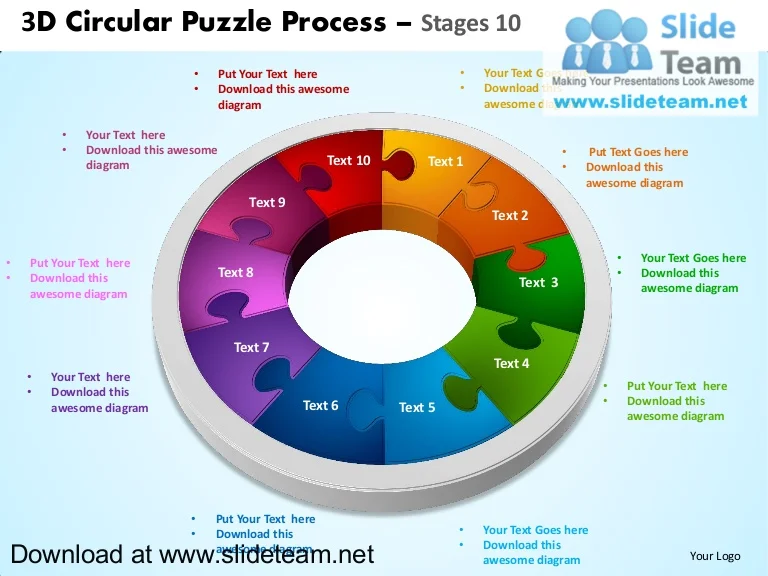 3D Circular Puzzle Process – Stages 10
Slide
Team
Making Your Presentations Look Awesome
www.slideteam.net
• Put Your Text here
• Download this awesome
diagram
• Your Text Goes here
• Download this
awesome diagram
• Your Text here
• Download this awesome
diagram
• Put Text Goes here
• Download this
awesome diagram
Text 10
Text 1
Text 9
Text 2
Text 8
Text 3
Text 7
Text 4
Text 6
Text 5
• Put Your Text here
• Download this
awesome diagram
• Your Text Goes here
• Download this
awesome diagram
• Your Text here
• Download this
awesome diagram
• Put Your Text here
• Download this
awesome diagram
• Put Your Text here
• Download this
awesome diagram
• Your Text Goes here
• Download this
awesome diagram
Download at www.slideteam.net
Your Logo